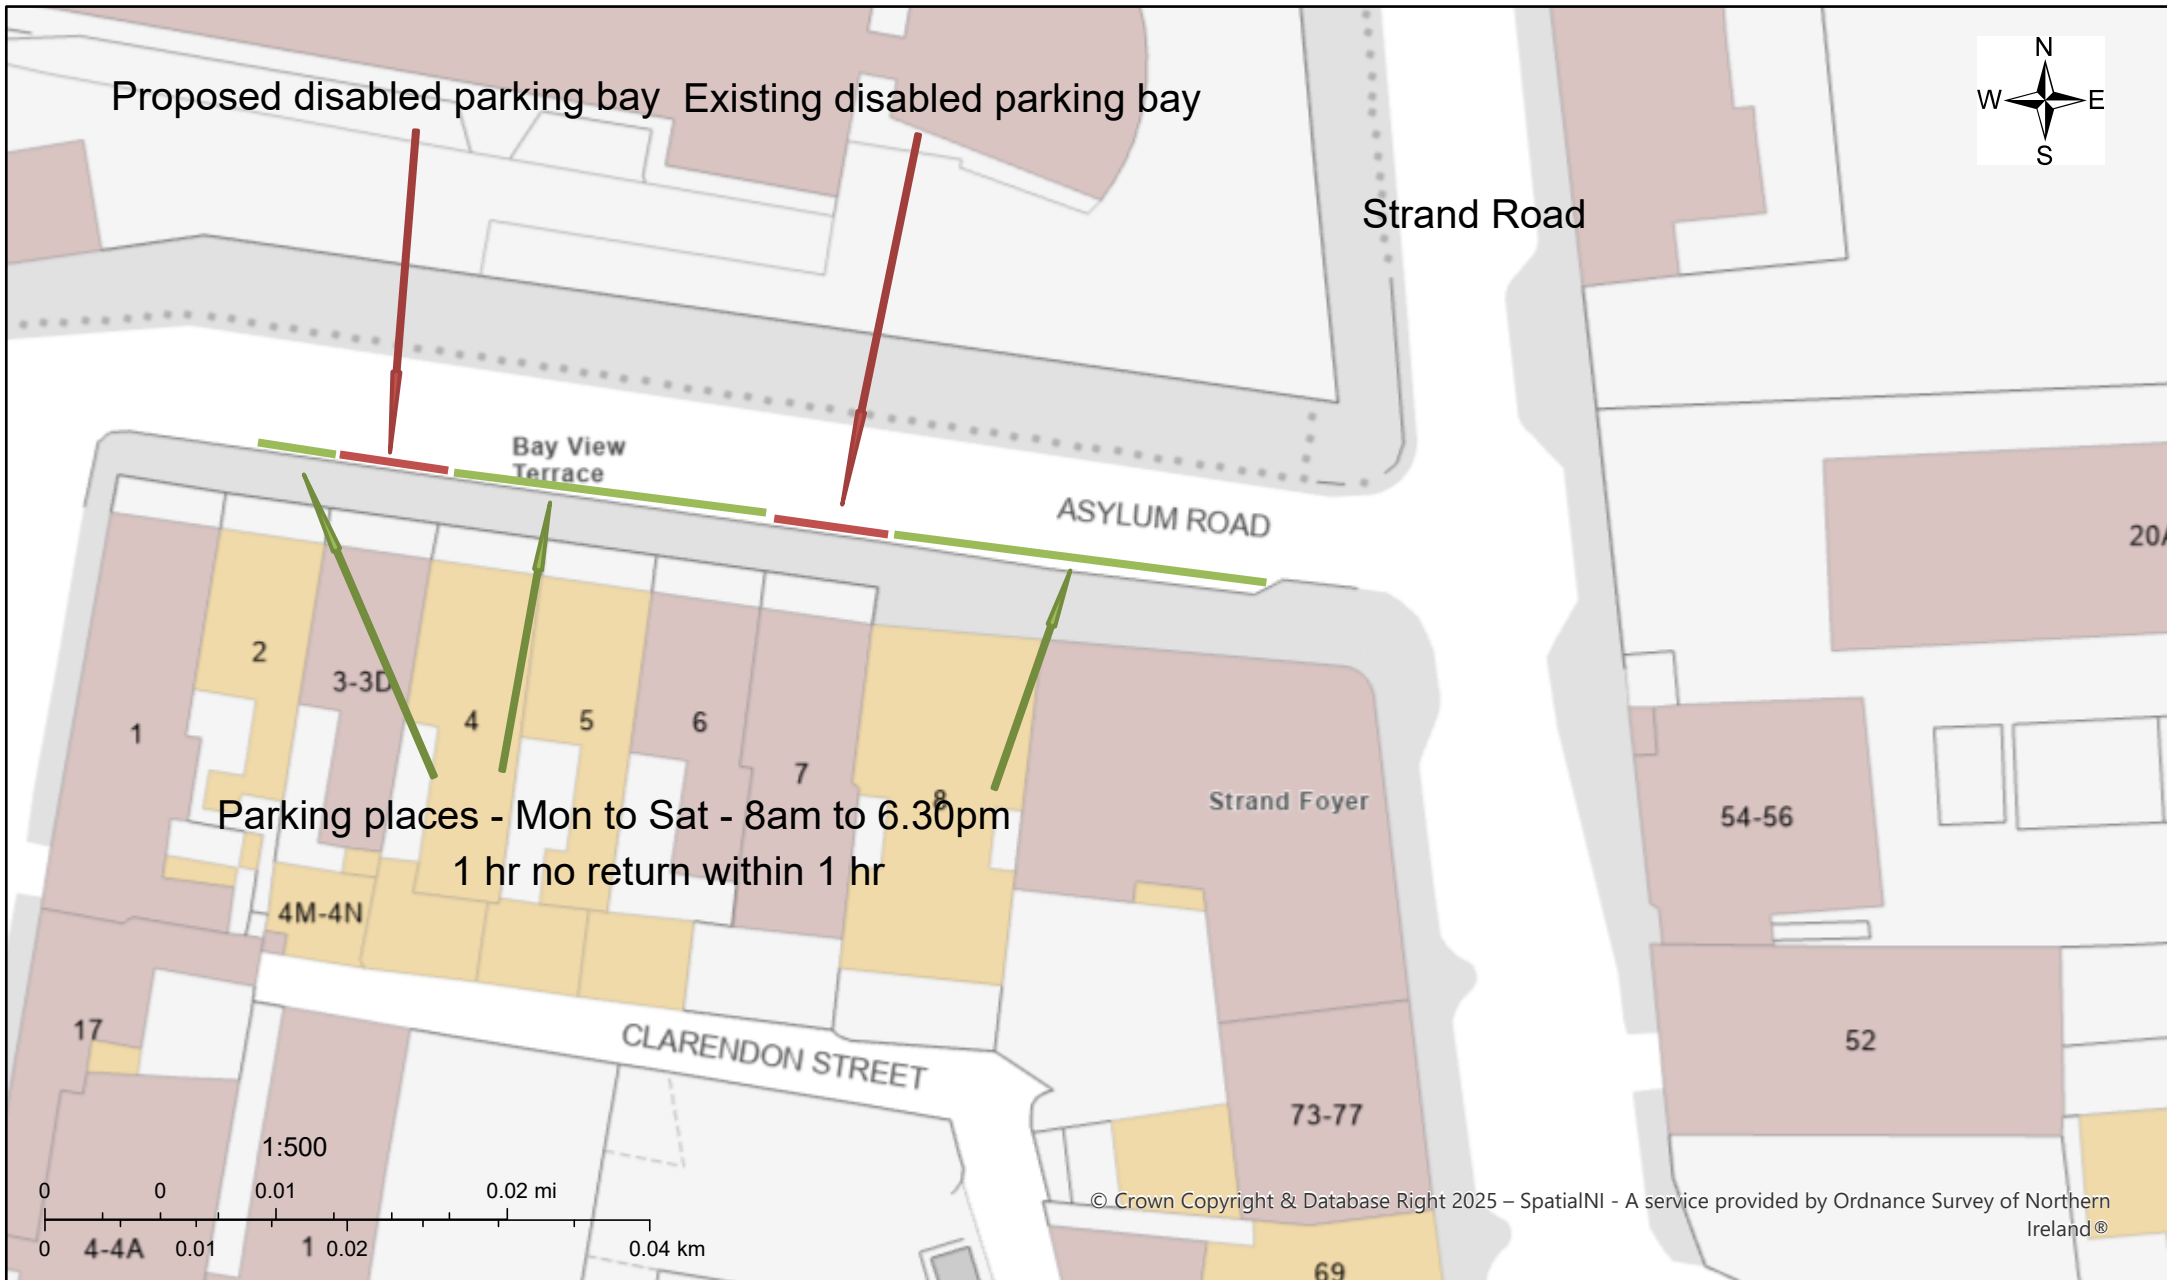 N
W E
S
Proposed disabled parking bay
Existing disabled parking bay
Strand Road
Bay View
Terrace
ASYLUM ROAD
20A
2
3-3D
1
4
5
6
7
8
Strand Foyer
54-56
Parking places - Mon to Sat - 8am to 6.30pm
1 hr no return within 1 hr
4M-4N
17
CLARENDON STREET
52
73-77
1:500
0 0 0.01 0.02 mi
0 0.01 0.02 0.04 km
4-4A
1
© Crown Copyright & Database Right 2025 – SpatialNI - A service provided by Ordnance Survey of Northern
Ireland®
69